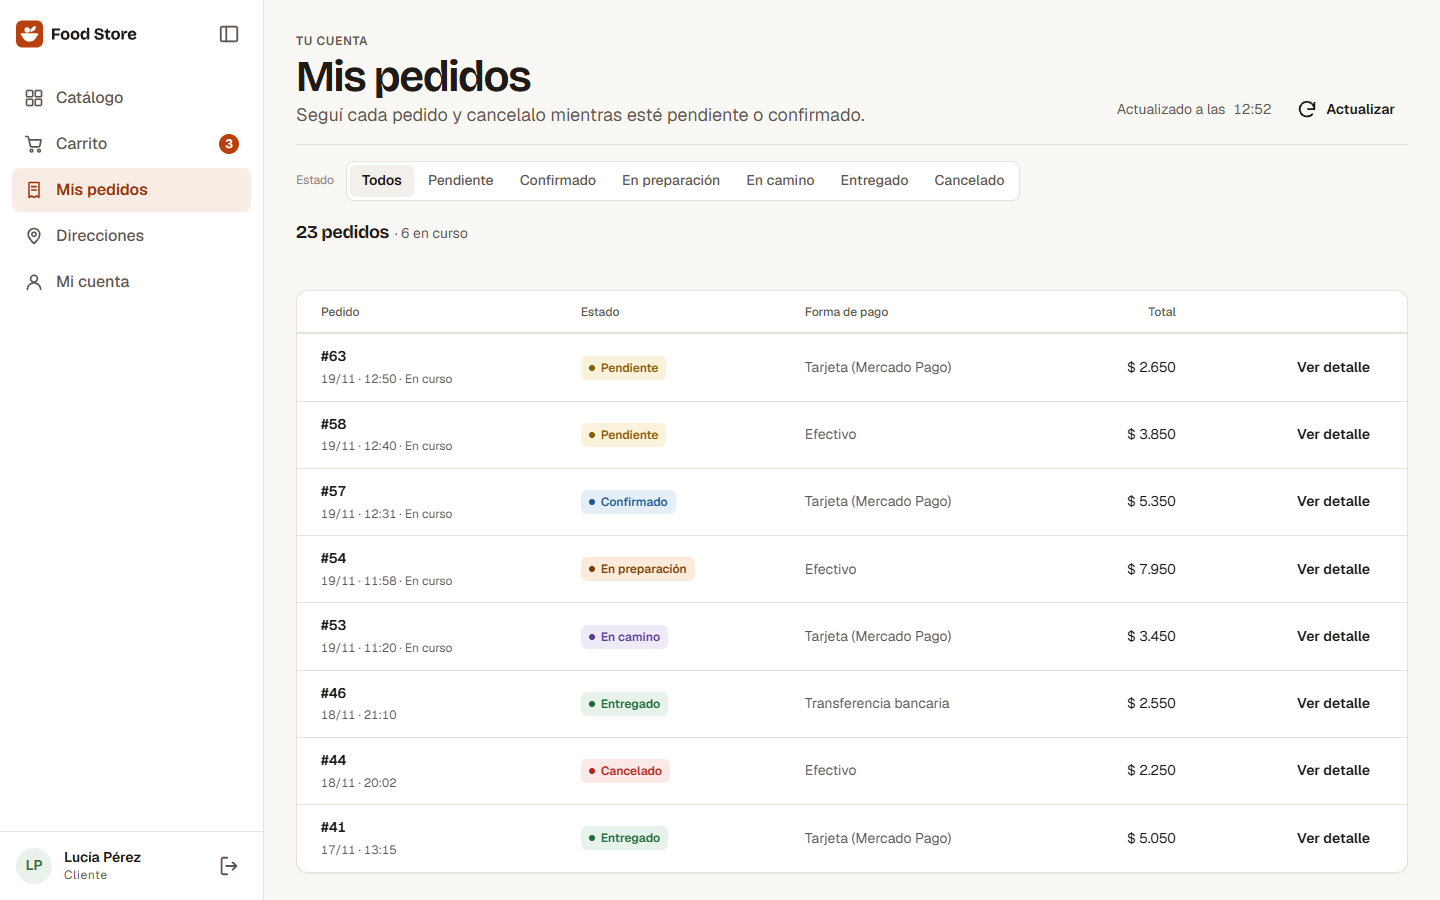 Food Store
Catálogo
Carrito 3
Mis pedidos
Direcciones
Mi cuenta
LP
Lucía Pérez
Cliente
TU CUENTA
Mis pedidos
Seguí cada pedido y cancelalo mientras esté pendiente o confirmado.
Actualizado a las 12:52 Actualizar
Estado Todos Pendiente Confirmado En preparación En camino Entregado Cancelado
23 pedidos · 6 en curso
Pedido Estado Forma de pago Total
#63
19/11 · 12:50 · En curso
Pendiente Tarjeta (Mercado Pago) $ 2.650 Ver detalle
#58
19/11 · 12:40 · En curso
Pendiente Efectivo $ 3.850 Ver detalle
#57
19/11 · 12:31 · En curso
Confirmado Tarjeta (Mercado Pago) $ 5.350 Ver detalle
#54
19/11 · 11:58 · En curso
En preparación Efectivo $ 7.950 Ver detalle
#53
19/11 · 11:20 · En curso
En camino Tarjeta (Mercado Pago) $ 3.450 Ver detalle
#46
18/11 · 21:10
Entregado Transferencia bancaria $ 2.550 Ver detalle
#44
18/11 · 20:02
Cancelado Efectivo $ 2.250 Ver detalle
#41
17/11 · 13:15
Entregado Tarjeta (Mercado Pago) $ 5.050 Ver detalle